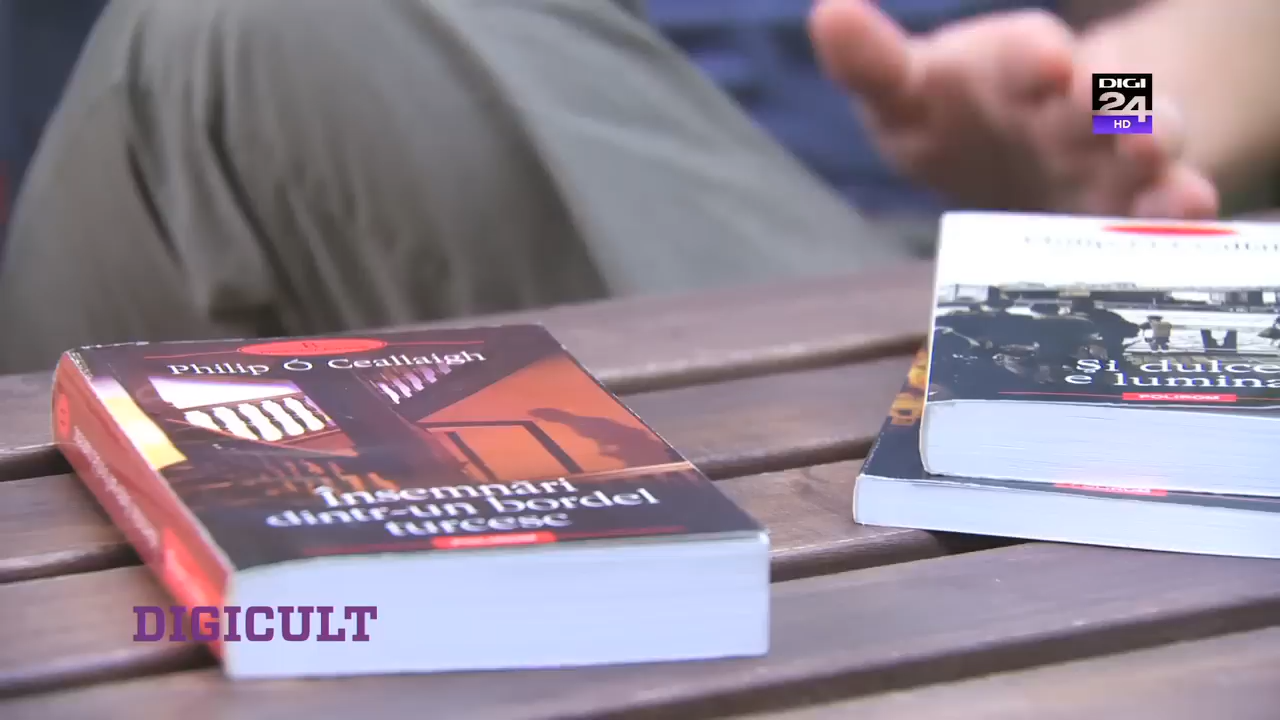 DIGI
24
HD
Philip Ó Ceallaigh
Însemnări
dintr-un bordel
turcesc
Și dulce
e lumina
POLIROM
DIGICULT